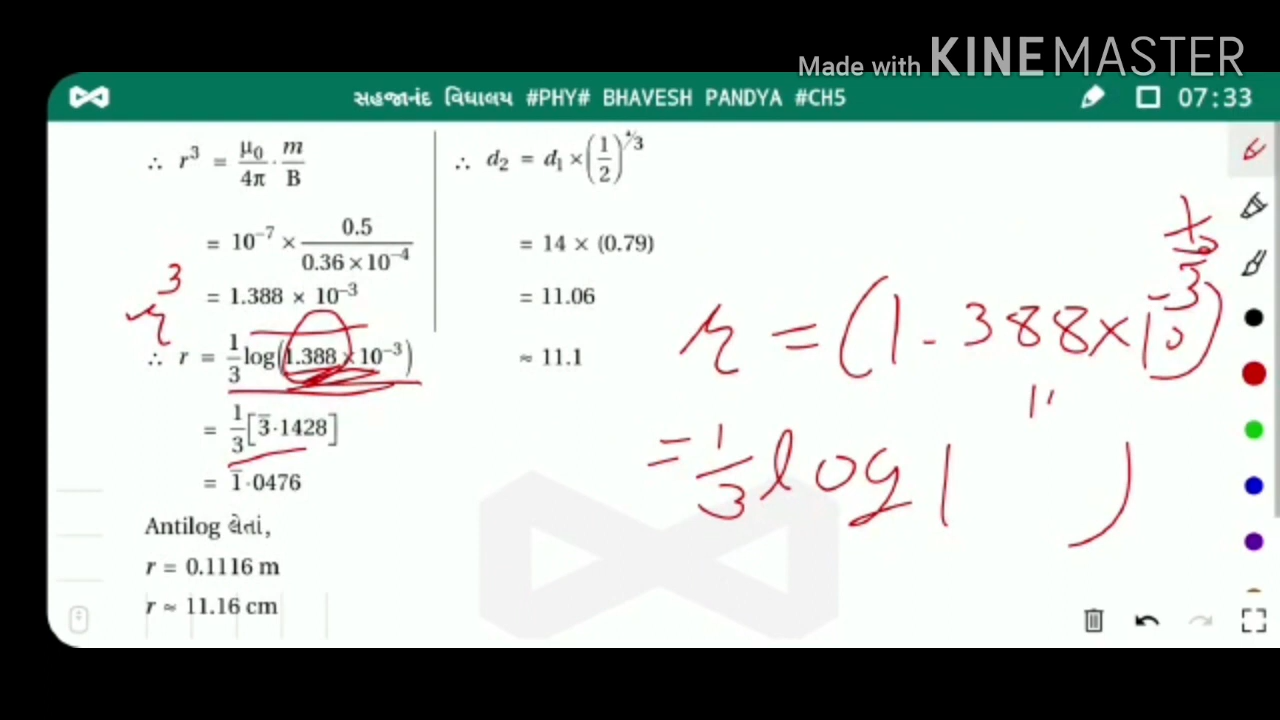 Made with KINEMASTER
સહજાનંદ વિદ્યાલય #PHY# BHAVESH PANDYA #CH5
07:33
∴ r³ = μ₀/4π · m/B
= 10⁻⁷ × 0.5/(0.36 × 10⁻⁴)
= 1.388 × 10⁻³
r³
∴ r = 1/3 log(1.388 × 10⁻³)
= 1/3 [3̅·1428]
= 1̅·0476
Antilog લેતાં,
r = 0.1116 m
r ≈ 11.16 cm
∴ d₂ = d₁ × (1/2)^(1/3)
= 14 × (0.79)
= 11.06
≈ 11.1
r = (1.388 × 10⁻³)
= 1/3 log( " )